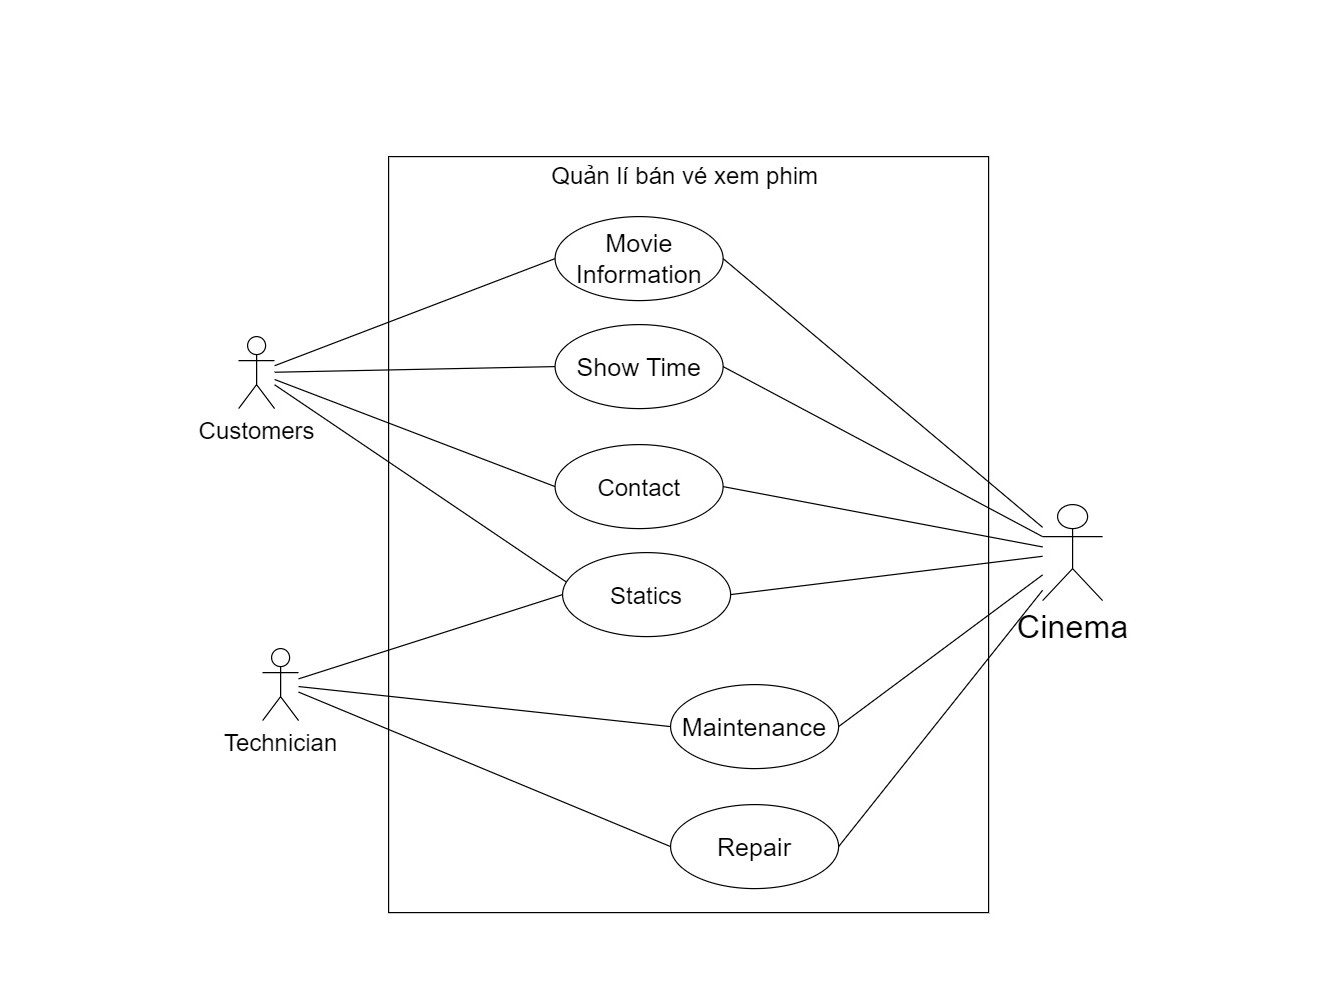 Quản lí bán vé xem phim
Movie
Information
Show Time
Customers
Contact
Statics
Cinema
Technician
Maintenance
Repair